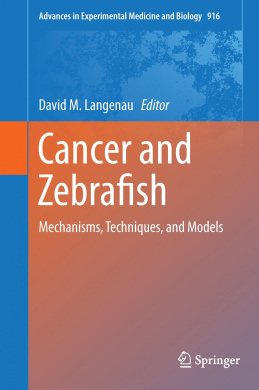 Advances in Experimental Medicine and Biology 916
David M. Langenau Editor
Cancer and
Zebrafish
Mechanisms, Techniques, and Models
Springer